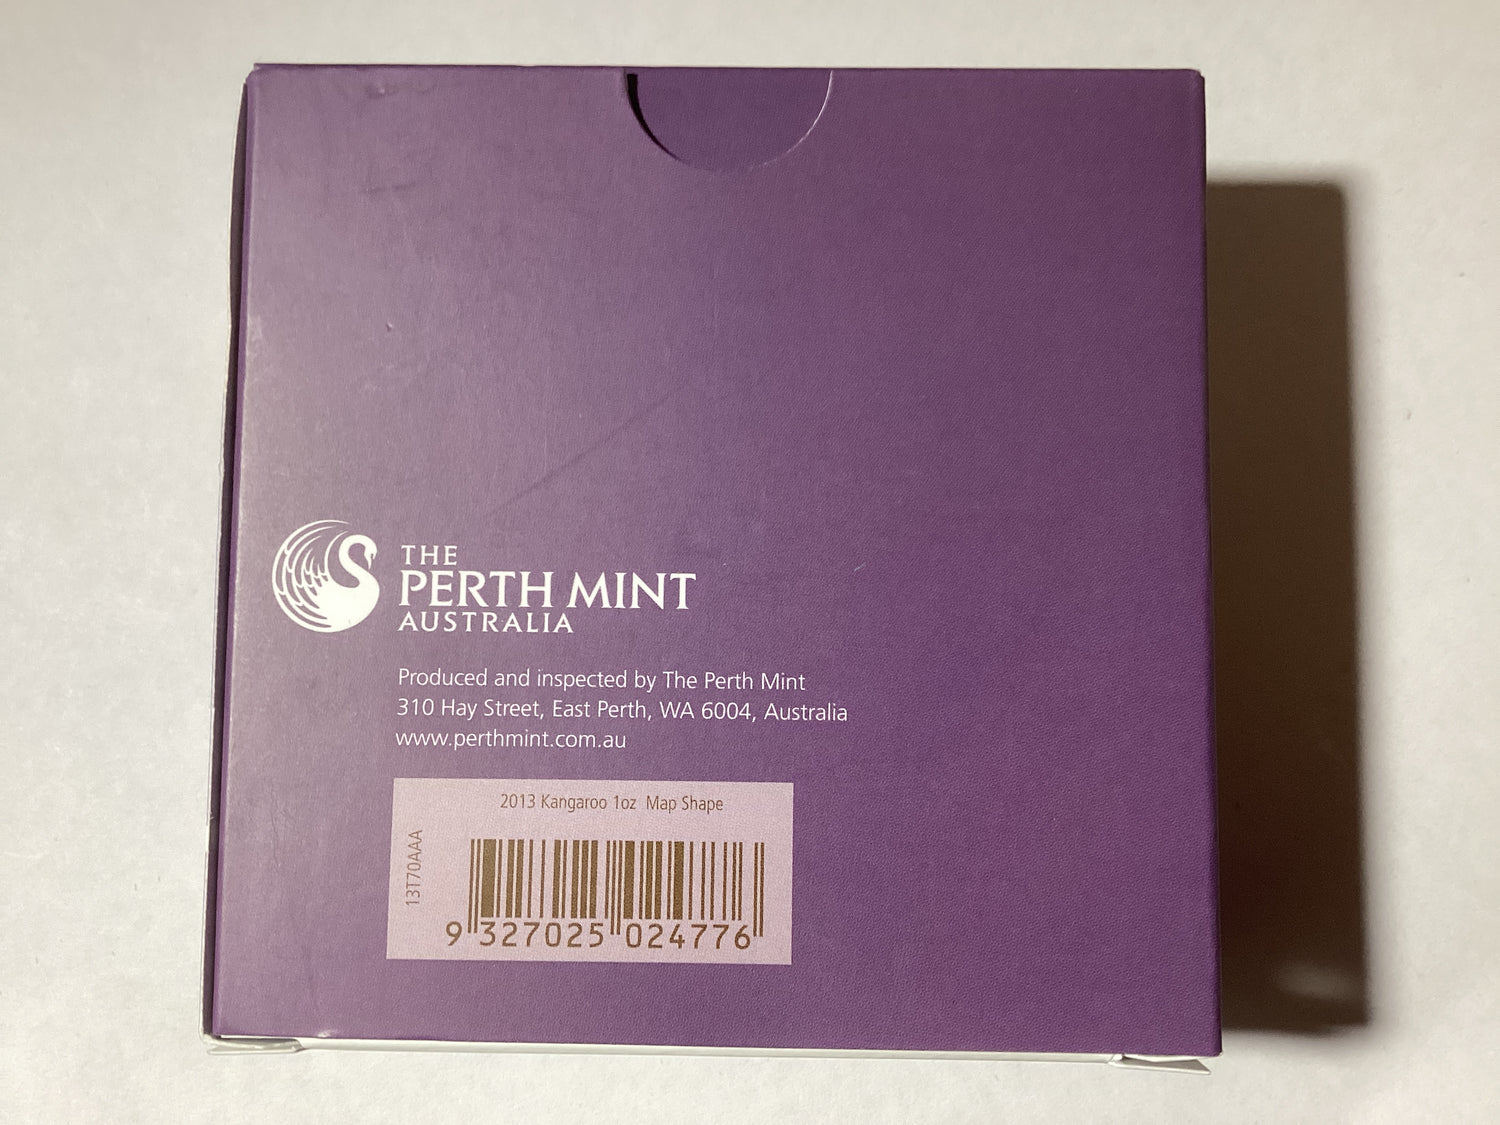 THE
PERTH MINT
AUSTRALIA
Produced and inspected by The Perth Mint
310 Hay Street, East Perth, WA 6004, Australia
www.perthmint.com.au
2013 Kangaroo 1oz Map Shape
13T70AAA
9 327025 024776